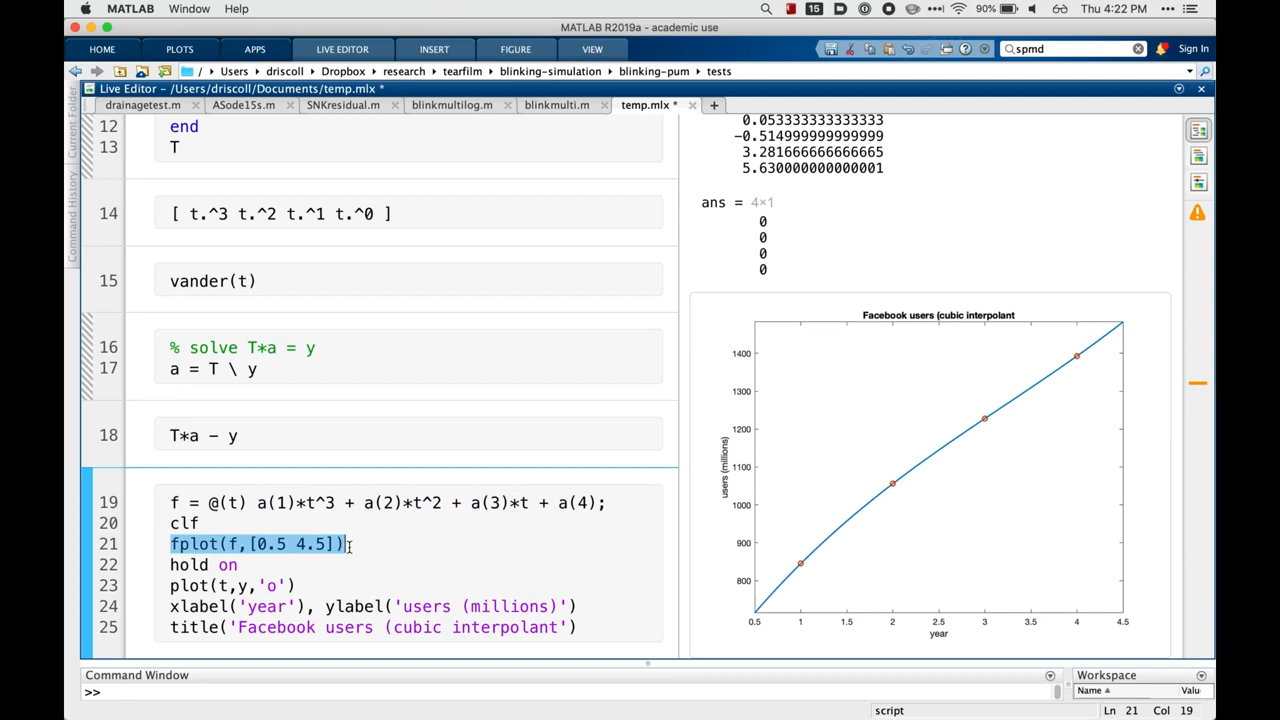 MATLAB Window Help
15
90% Thu 4:22 PM
MATLAB R2019a - academic use
HOME PLOTS APPS LIVE EDITOR INSERT FIGURE VIEW
spmd
Sign In
/ Users driscoll Dropbox research tearfilm blinking-simulation blinking-pum tests
Live Editor - /Users/driscoll/Documents/temp.mlx *
drainagetest.m ASode15s.m SNKresidual.m blinkmultilog.m blinkmulti.m temp.mlx * +
Current Folder
Command History
12 end
13 T
14 [ t.^3 t.^2 t.^1 t.^0 ]
15 vander(t)
16 % solve T*a = y
17 a = T \ y
18 T*a - y
19 f = @(t) a(1)*t^3 + a(2)*t^2 + a(3)*t + a(4);
20 clf
21 fplot(f,[0.5 4.5])
22 hold on
23 plot(t,y,'o')
24 xlabel('year'), ylabel('users (millions)')
25 title('Facebook users (cubic interpolant')
0.053333333333333
-0.514999999999999
3.281666666666665
5.630000000000001
ans = 4×1
0
0
0
0
Facebook users (cubic interpolant
1400
1300
1200
1100
1000
900
800
users (millions)
0.5 1 1.5 2 2.5 3 3.5 4 4.5
year
Command Window
>>
Workspace
Name Valu
script Ln 21 Col 19